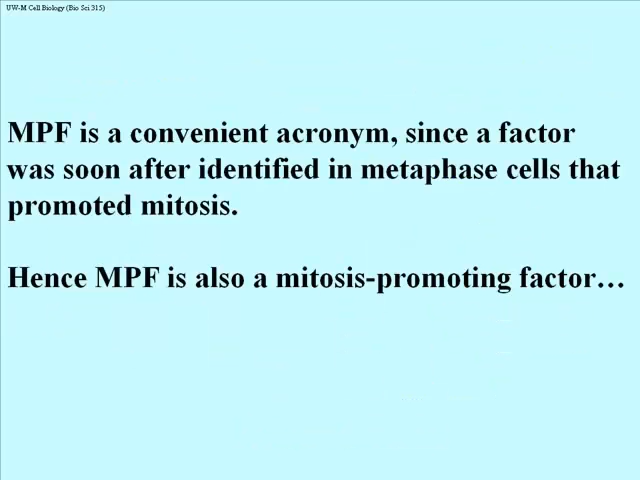 UW-M Cell Biology (Bio Sci 315)
MPF is a convenient acronym, since a factor
was soon after identified in metaphase cells that
promoted mitosis.
Hence MPF is also a mitosis-promoting factor…